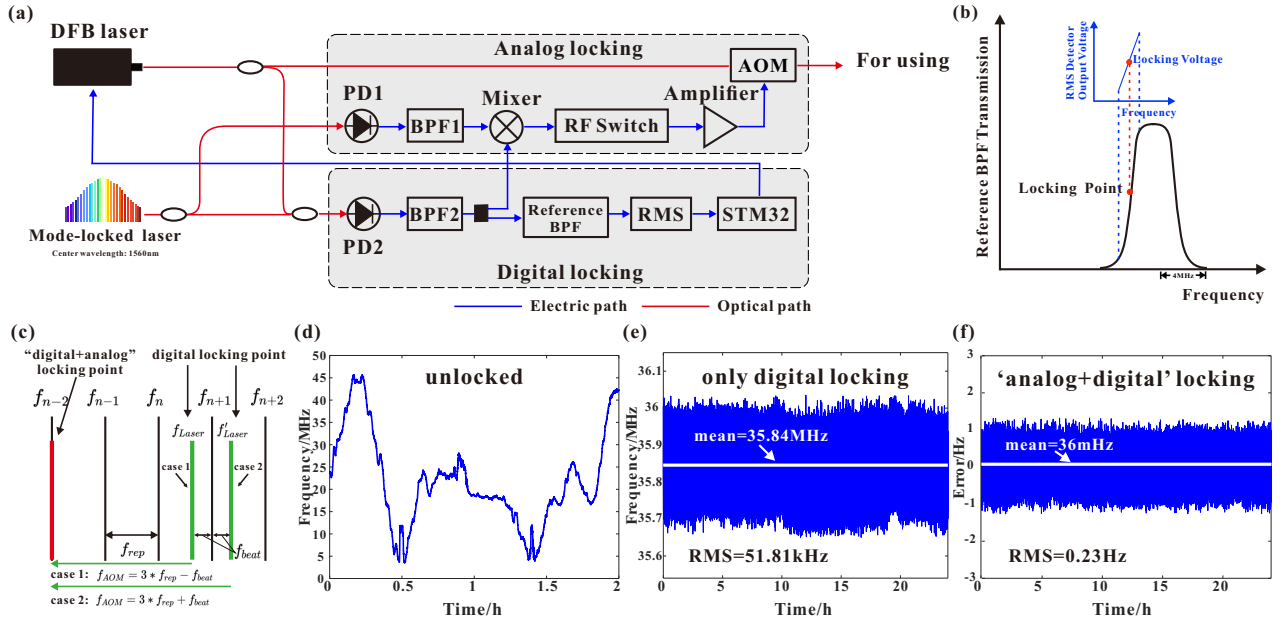 (a)
DFB laser
Analog locking
AOM
For using
PD1
BPF1
Mixer
RF Switch
Amplifier
Mode-locked laser
Center wavelength: 1560nm
PD2
BPF2
Reference
BPF
RMS
STM32
Digital locking
Electric path
Optical path
(b)
Reference BPF Transmission
RMS Detector
Output Voltage
Locking Voltage
Frequency
Locking Point
4MHz
Frequency
(c)
“digital+analog”
locking point
digital locking point
f_{n-2}
f_{n-1}
f_n
f_{n+1}
f_{n+2}
f_{Laser}
f'_{Laser}
case 1
case 2
f_{rep}
f_{beat}
case 1: f_{AOM} = 3 * f_{rep} − f_{beat}
case 2: f_{AOM} = 3 * f_{rep} + f_{beat}
(d)
unlocked
Frequency/MHz
50
45
40
35
30
25
20
15
10
5
0
0
0.5
1
1.5
2
Time/h
(e)
only digital locking
mean=35.84MHz
RMS=51.81kHz
Frequency/MHz
36.1
36
35.9
35.8
35.7
35.6
0
5
10
15
20
Time/h
(f)
‘analog+digital’ locking
mean=36mHz
RMS=0.23Hz
Error/Hz
3
2
1
0
-1
-2
-3
0
5
10
15
20
Time/h